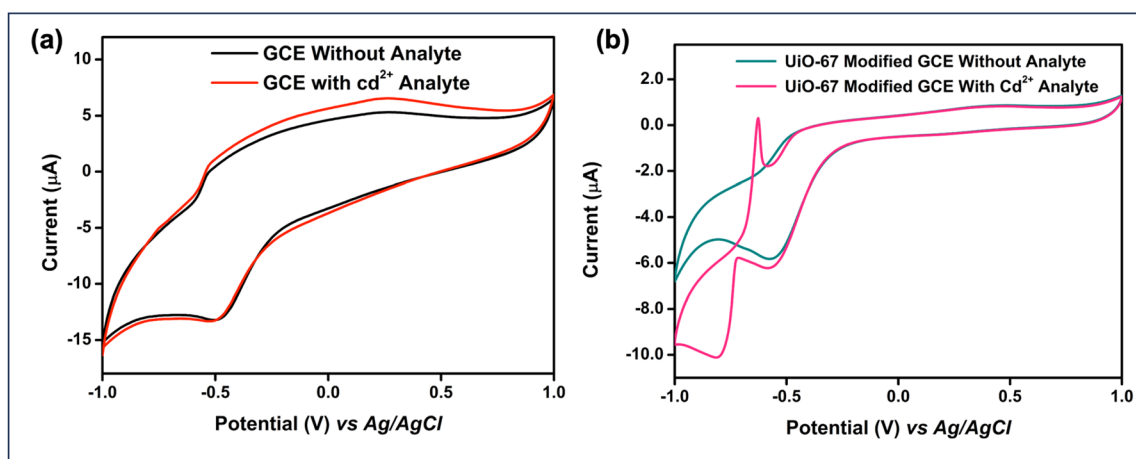 (a)
GCE Without Analyte
GCE with cd²⁺ Analyte
10
5
0
-5
-10
-15
Current (μA)
-1.0 -0.5 0.0 0.5 1.0
Potential (V) vs Ag/AgCl
(b)
UiO-67 Modified GCE Without Analyte
UiO-67 Modified GCE With Cd²⁺ Analyte
2.0
0.0
-2.0
-4.0
-6.0
-8.0
-10.0
Current (μA)
-1.0 -0.5 0.0 0.5 1.0
Potential (V) vs Ag/AgCl